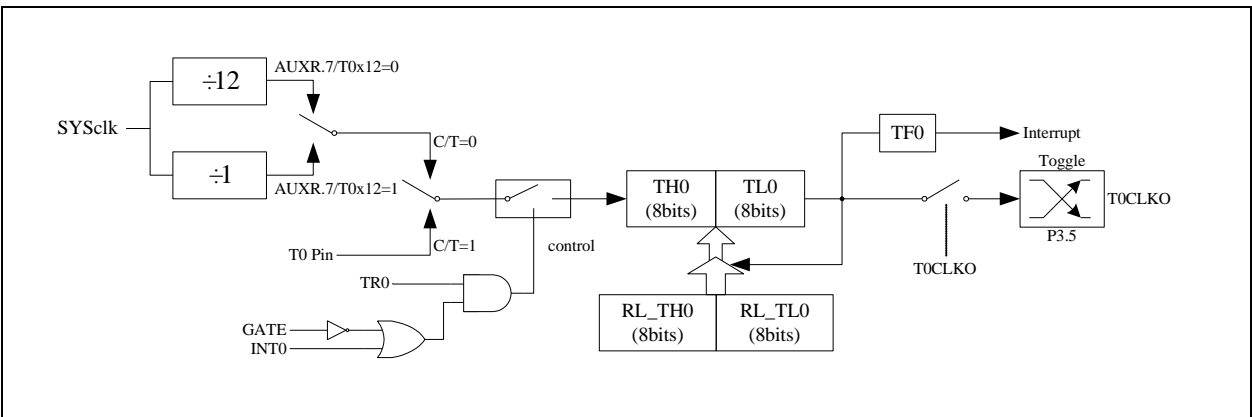 ÷12
AUXR.7/T0x12=0
SYSclk
÷1
AUXR.7/T0x12=1
C/T=0
T0 Pin
C/T=1
control
TR0
GATE
INT0
TH0
(8bits)
TL0
(8bits)
RL_TH0
(8bits)
RL_TL0
(8bits)
TF0
Interrupt
Toggle
T0CLKO
P3.5
T0CLKO